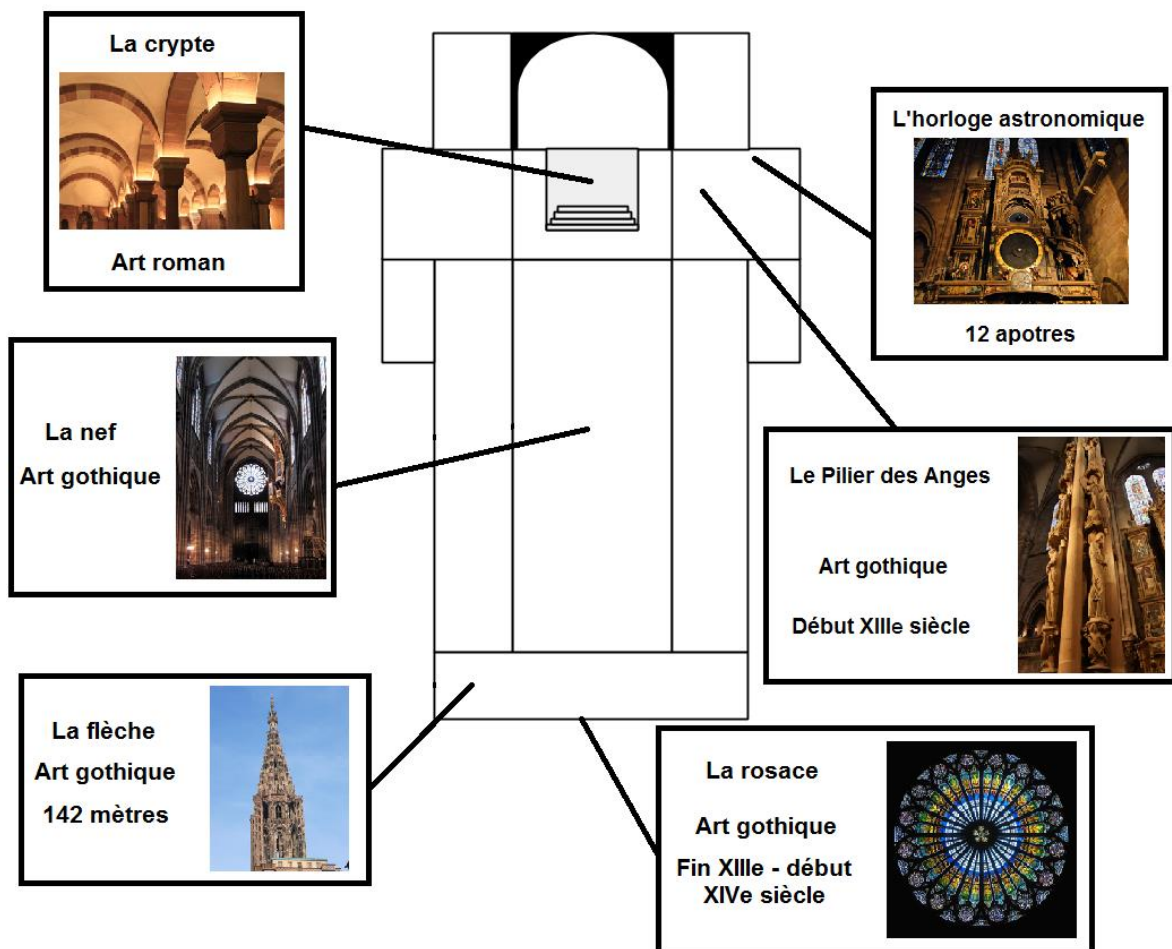 La crypte
Art roman
L'horloge astronomique
12 apotres
La nef
Art gothique
Le Pilier des Anges
Art gothique
Début XIIIe siècle
La flèche
Art gothique
142 mètres
La rosace
Art gothique
Fin XIIIe - début
XIVe siècle